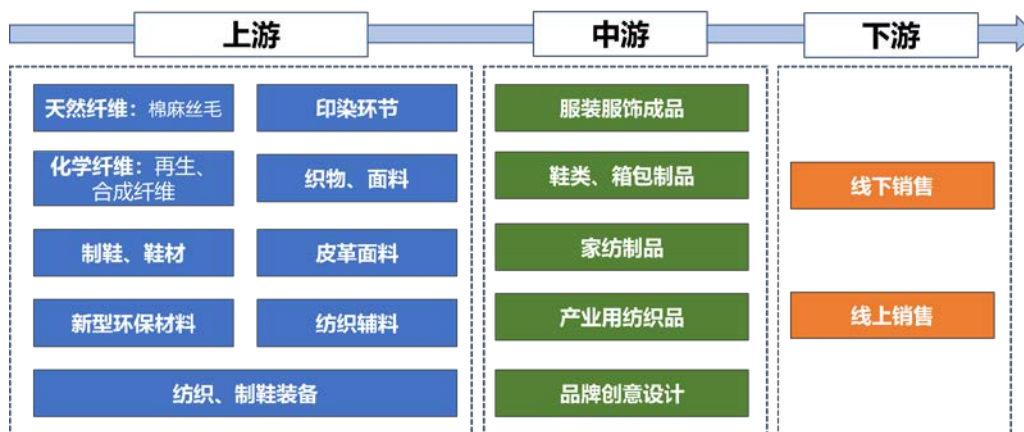 上游
中游
下游
天然纤维：棉麻丝毛
印染环节
化学纤维：再生、
合成纤维
织物、面料
制鞋、鞋材
皮革面料
新型环保材料
纺织辅料
纺织、制鞋装备
服装服饰成品
鞋类、箱包制品
家纺制品
产业用纺织品
品牌创意设计
线下销售
线上销售